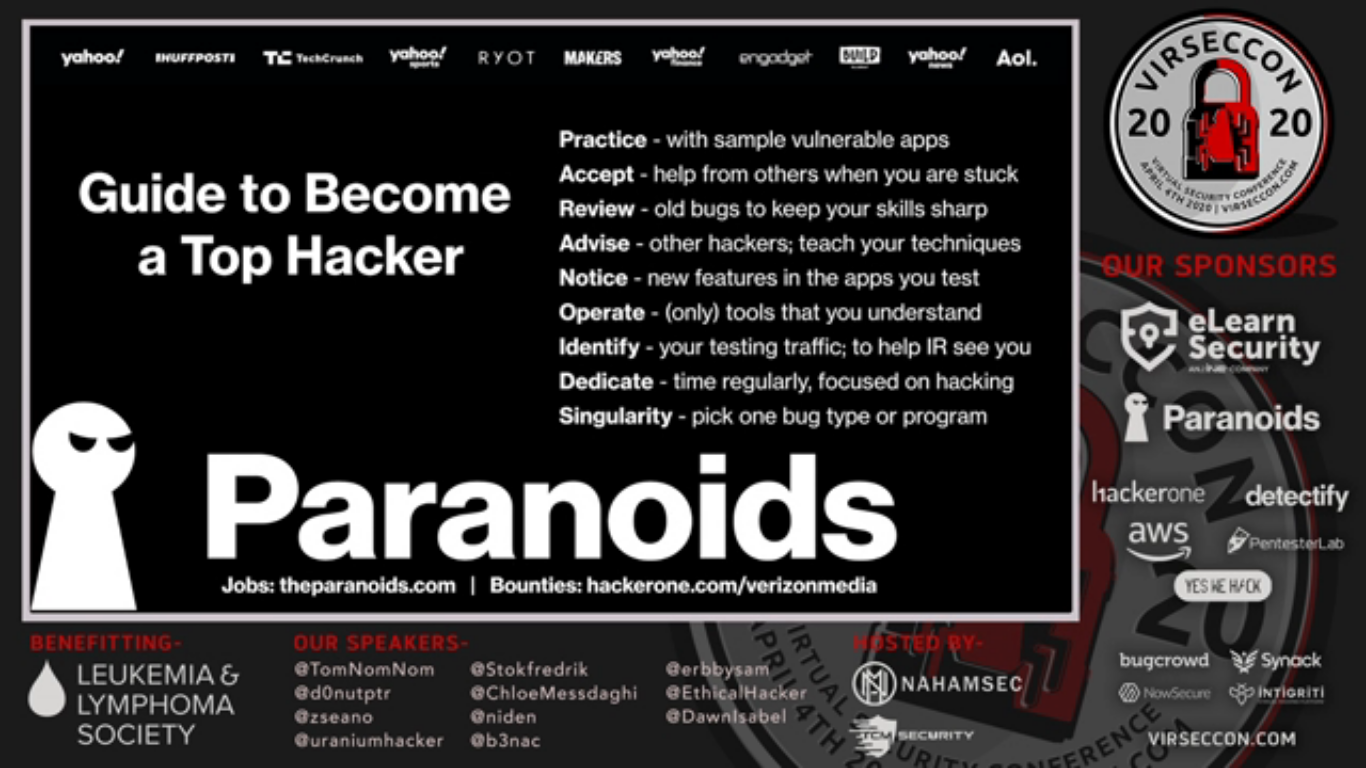 yahoo! HUFFPOST TC TechCrunch yahoo! sports RYOT MAKERS yahoo! finance engadget BUILD yahoo! news Aol.
Guide to Become
a Top Hacker
Practice - with sample vulnerable apps
Accept - help from others when you are stuck
Review - old bugs to keep your skills sharp
Advise - other hackers; teach your techniques
Notice - new features in the apps you test
Operate - (only) tools that you understand
Identify - your testing traffic; to help IR see you
Dedicate - time regularly, focused on hacking
Singularity - pick one bug type or program
Paranoids
Jobs: theparanoids.com | Bounties: hackerone.com/verizonmedia
VIRSECCON
20 20
VIRTUAL SECURITY CONFERENCE
APRIL 4TH 2020 | VIRSECCON.COM
OUR SPONSORS
eLearn
Security
Paranoids
hackerone detectify
aws PentesterLab
YES WE H/CK
bugcrowd Synack
NowSecure INTIGRITI
VIRSECCON.COM
BENEFITTING-
LEUKEMIA &
LYMPHOMA
SOCIETY
OUR SPEAKERS-
@TomNomNom @Stokfredrik @erbbysam
@d0nutptr @ChloeMessdaghi @EthicalHacker
@zseano @niden @DawnIsabel
@uraniumhacker @b3nac
HOSTED BY-
NAHAMSEC
TCM SECURITY